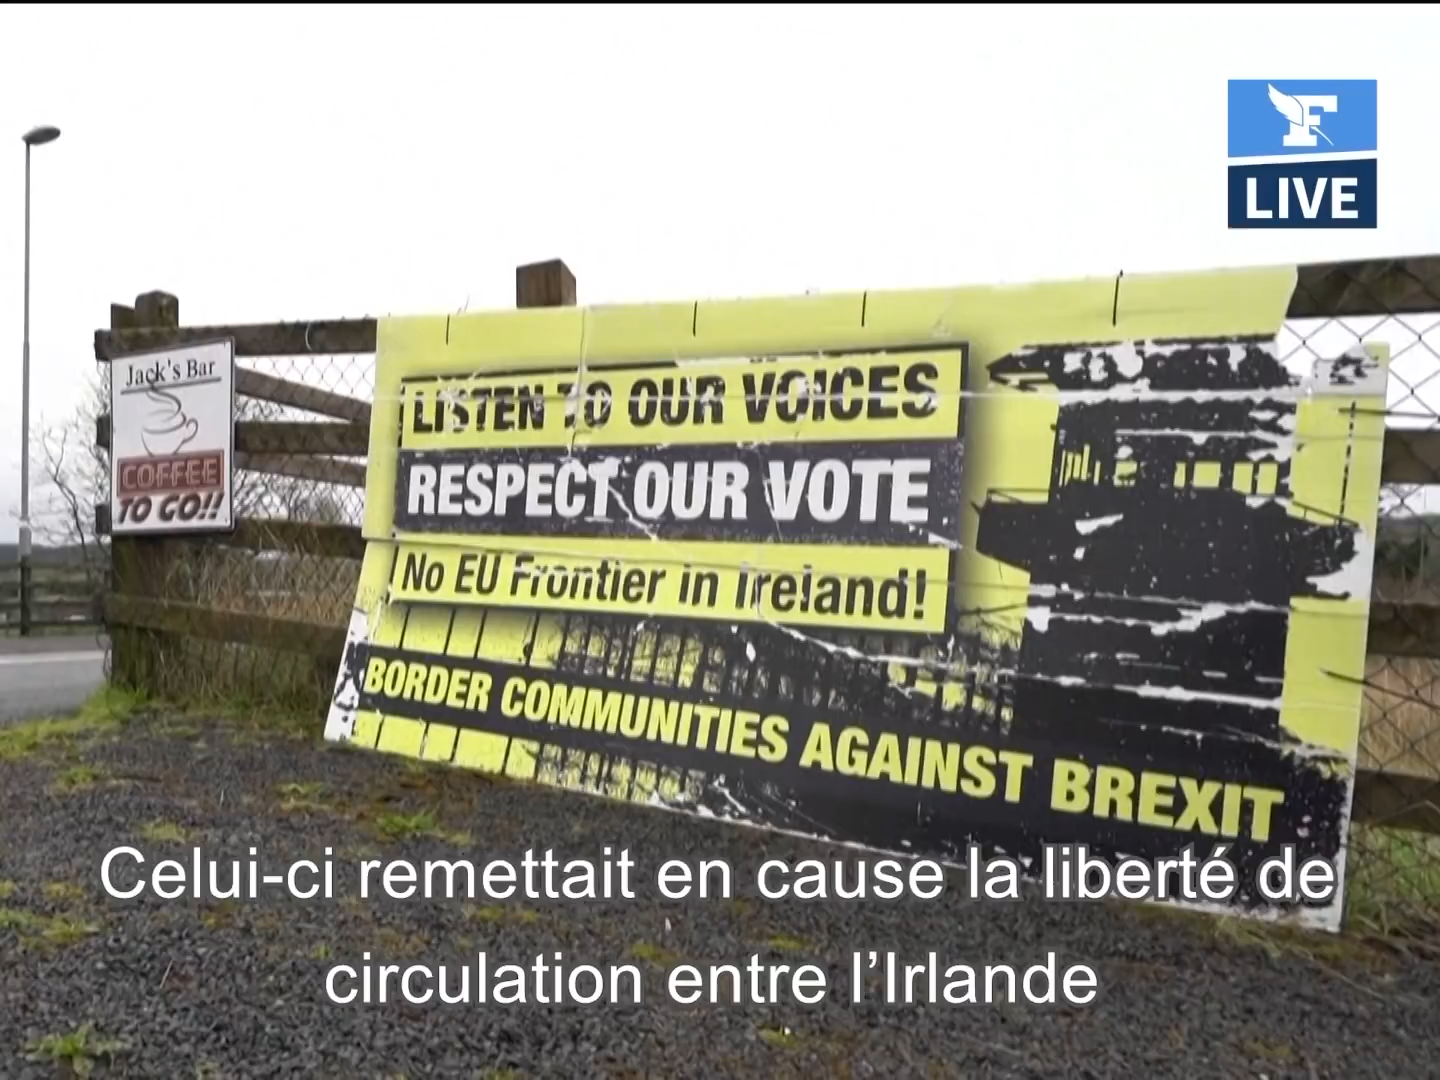 F
LIVE
Jack's Bar
COFFEE
TO GO!!
LISTEN TO OUR VOICES
RESPECT OUR VOTE
No EU Frontier in Ireland!
BORDER COMMUNITIES AGAINST BREXIT
Celui-ci remettait en cause la liberté de
circulation entre l’Irlande